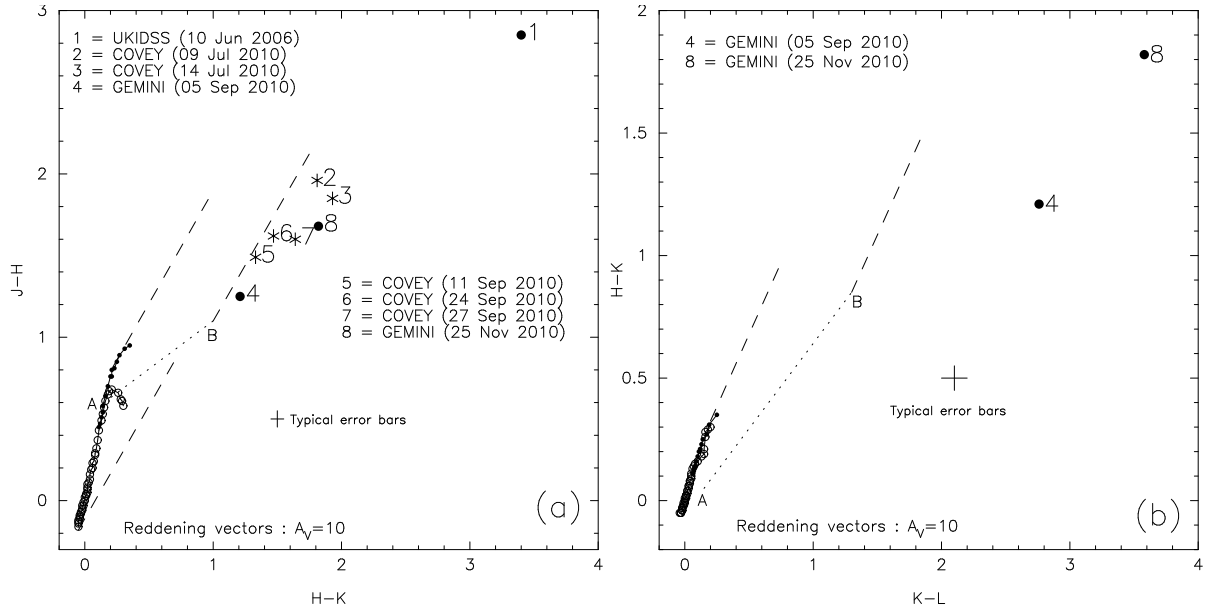 3
2
1
0
J−H
1 = UKIDSS (10 Jun 2006)
2 = COVEY (09 Jul 2010)
3 = COVEY (14 Jul 2010)
4 = GEMINI (05 Sep 2010)
1
2
3
8
6
7
5
4
B
A
5 = COVEY (11 Sep 2010)
6 = COVEY (24 Sep 2010)
7 = COVEY (27 Sep 2010)
8 = GEMINI (25 Nov 2010)
Typical error bars
(a)
Reddening vectors : A_V=10
0
1
2
3
4
H−K
2
1.5
1
0.5
0
H−K
4 = GEMINI (05 Sep 2010)
8 = GEMINI (25 Nov 2010)
8
4
B
A
Typical error bars
(b)
Reddening vectors : A_V=10
0
1
2
3
4
K−L